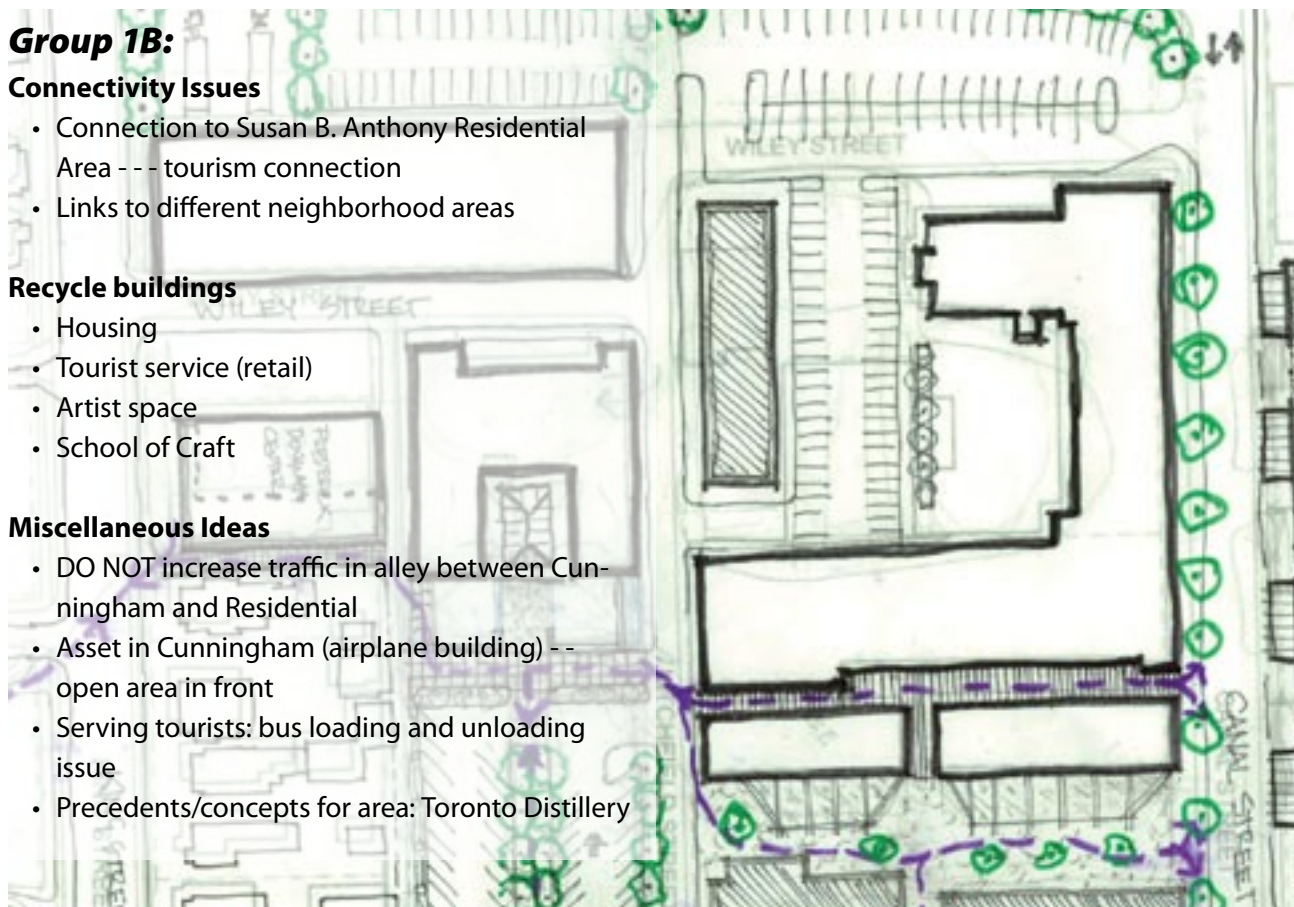 Group 1B:
Connectivity Issues
• Connection to Susan B. Anthony Residential
Area - - - tourism connection
• Links to different neighborhood areas
Recycle buildings
• Housing
• Tourist service (retail)
• Artist space
• School of Craft
Miscellaneous Ideas
• DO NOT increase traffic in alley between Cun-
ningham and Residential
• Asset in Cunningham (airplane building) - -
open area in front
• Serving tourists: bus loading and unloading
issue
• Precedents/concepts for area: Toronto Distillery
WILEY STREET
WILEY STREET
CANAL STREET